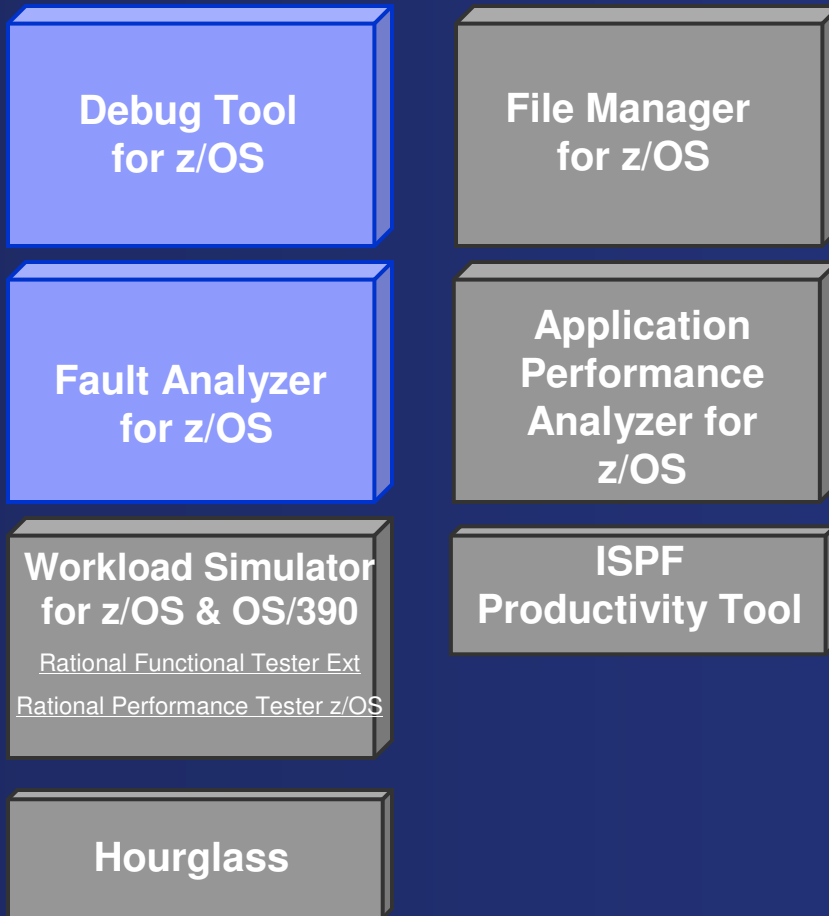 Debug Tool
for z/OS
File Manager
for z/OS
Fault Analyzer
for z/OS
Application
Performance
Analyzer for
z/OS
Workload Simulator
for z/OS & OS/390
Rational Functional Tester Ext
Rational Performance Tester z/OS
ISPF
Productivity Tool
Hourglass